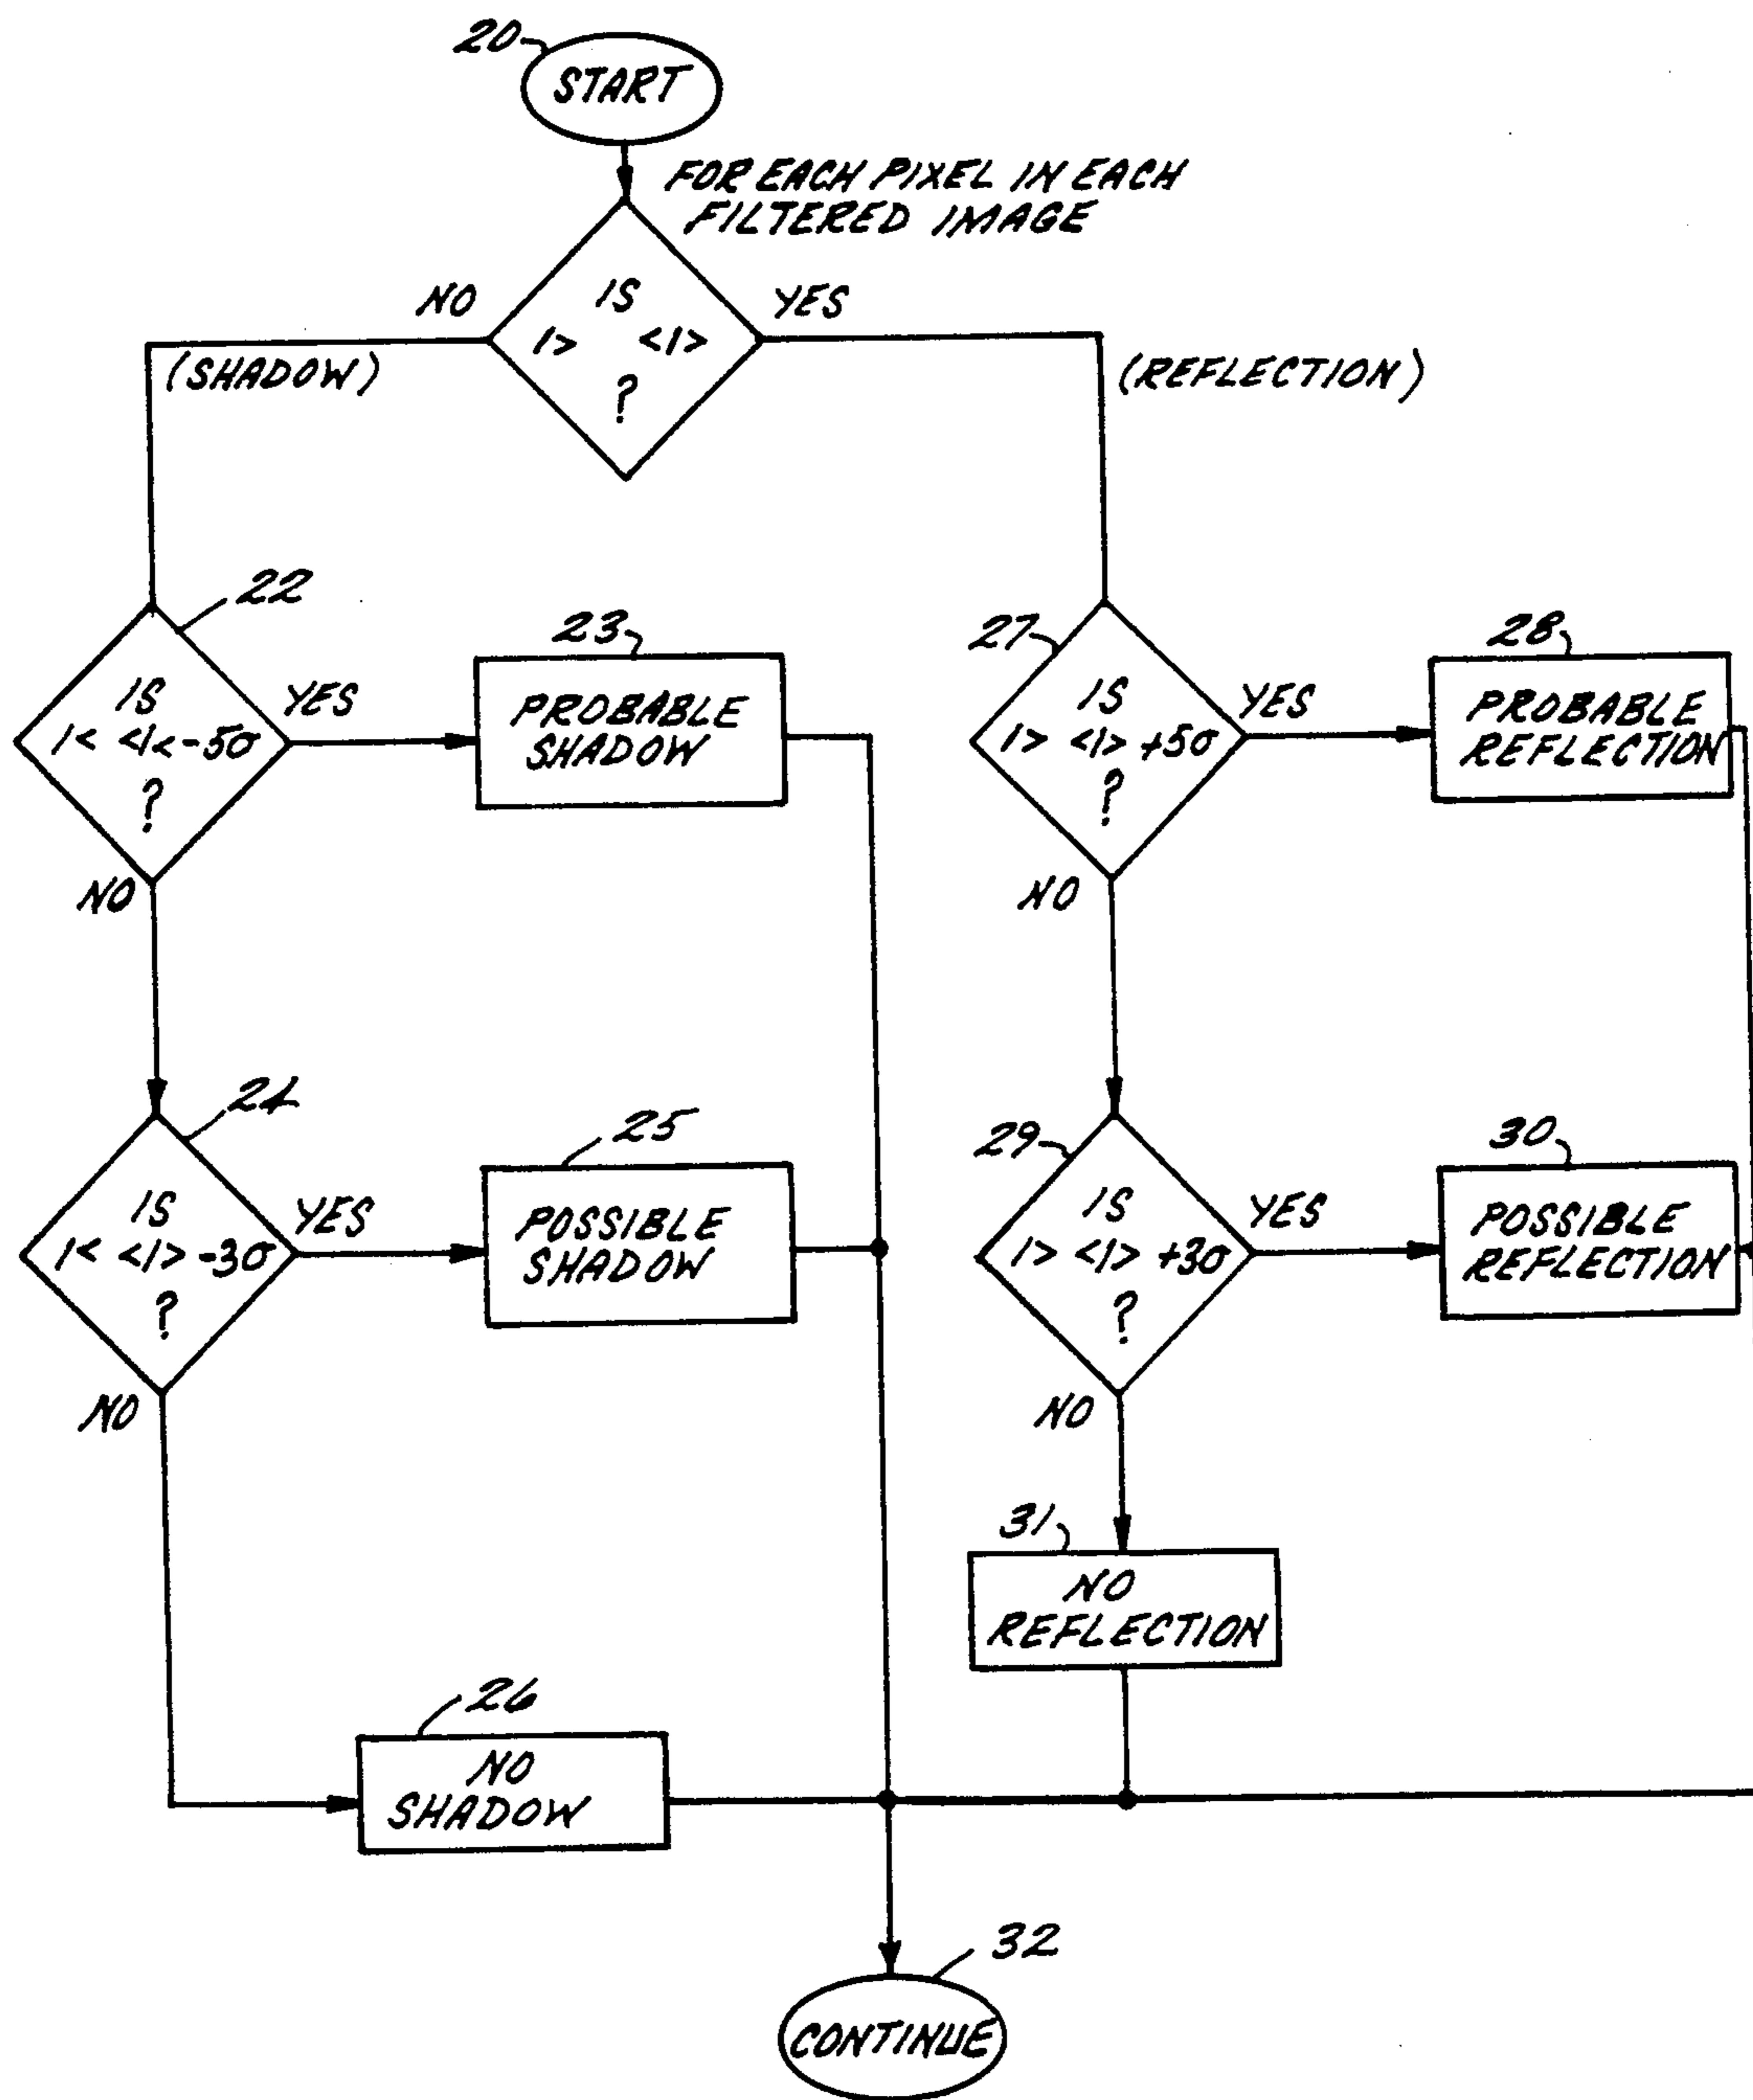 20
START
FOR EACH PIXEL IN EACH
FILTERED IMAGE
NO
IS
I> <I>
?
YES
(SHADOW)
(REFLECTION)
22
IS
I< <I<-5σ
?
YES
NO
23
PROBABLE
SHADOW
27
IS
I> <I> +5σ
?
YES
NO
28
PROBABLE
REFLECTION
24
IS
I< <I> -3σ
?
YES
NO
25
POSSIBLE
SHADOW
29
IS
I> <I> +3σ
?
YES
NO
30
POSSIBLE
REFLECTION
31
NO
REFLECTION
26
NO
SHADOW
32
CONTINUE